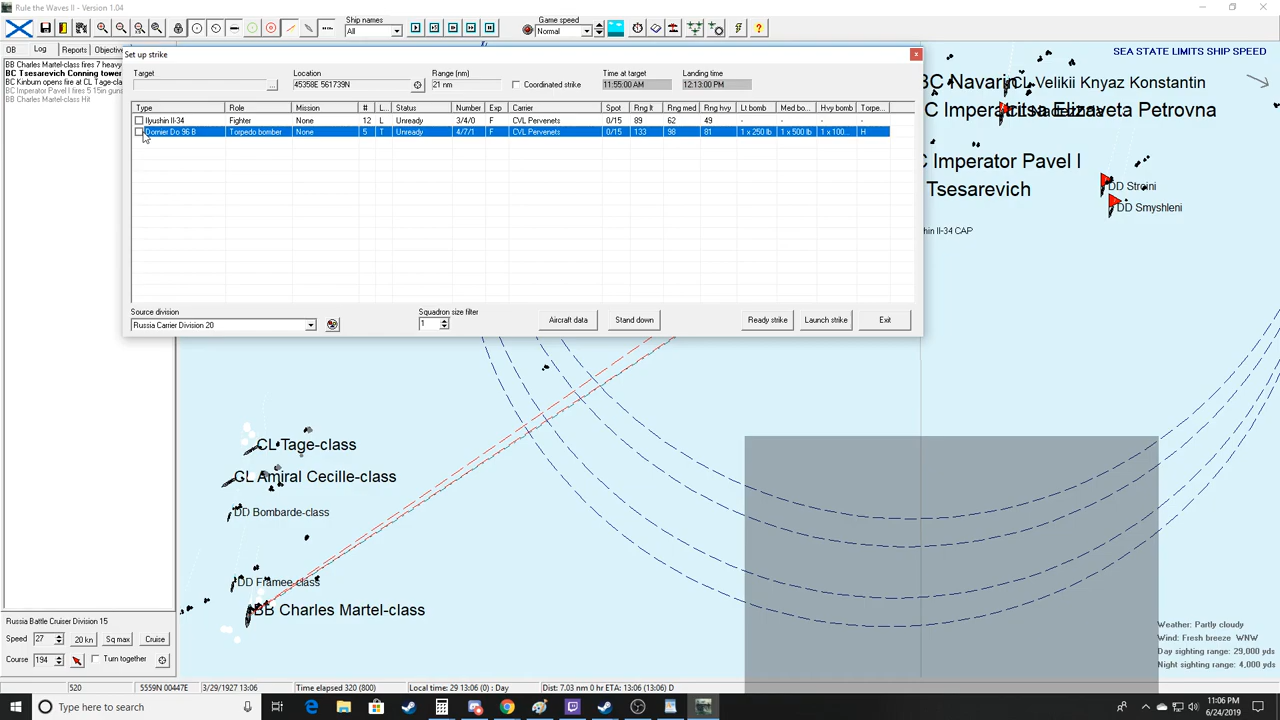 Rule the Waves II - Version 1.04
Ship names
All
Game speed
Normal
OB Log Reports Objective
BB Charles Martel-class fires 7 heavy
BC Tsesarevich Conning tower
BC Kinburn opens fire at CL Tage-cla
BC Imperator Pavel I fires 5 15in guns
BB Charles Martel-class Hit
SEA STATE LIMITS SHIP SPEED
Set up strike
Target
Location
45358E 561739N
Range (nm)
21 nm
Coordinated strike
Time at target
11:55:00 AM
Landing time
12:13:00 PM
Type Role Mission # L... Status Number Exp Carrier Spot Rng lt Rng med Rng hvy Lt bomb Med bo... Hvy bomb Torpe...
Ilyushin Il-34 Fighter None 12 L Unready 3/4/0 F CVL Pervenets 0/15 89 62 49 - - - -
Dornier Do 96 B Torpedo bomber None 5 T Unready 4/7/1 F CVL Pervenets 0/15 133 98 81 1 x 250 lb 1 x 500 lb 1 x 100... H
Source division
Russia Carrier Division 20
Squadron size filter
1
Aircraft data
Stand down
Ready strike
Launch strike
Exit
BC Navarin
CL Velikii Knyaz Konstantin
BC Imperatritsa Elizaveta Petrovna
C Imperator Pavel I
Tsesarevich
DD Stroini
DD Smyshleni
shin Il-34 CAP
CL Tage-class
CL Amiral Cecille-class
DD Bombarde-class
DD Framee-class
BB Charles Martel-class
Russia Battle Cruiser Division 15
Speed 27 20 kn Sq max Cruise
Course 194 Turn together
Weather: Partly cloudy
Wind: Fresh breeze WNW
Day sighting range: 29,000 yds
Night sighting range: 4,000 yds
520 5559N 00447E 3/29/1927 13:06 Time elapsed 320 (800) Local time: 29 13:06 (0) : Day Dist: 7.03 nm 0 hr ETA: 13:06 (13:06) D
Type here to search
11:06 PM
6/24/2019